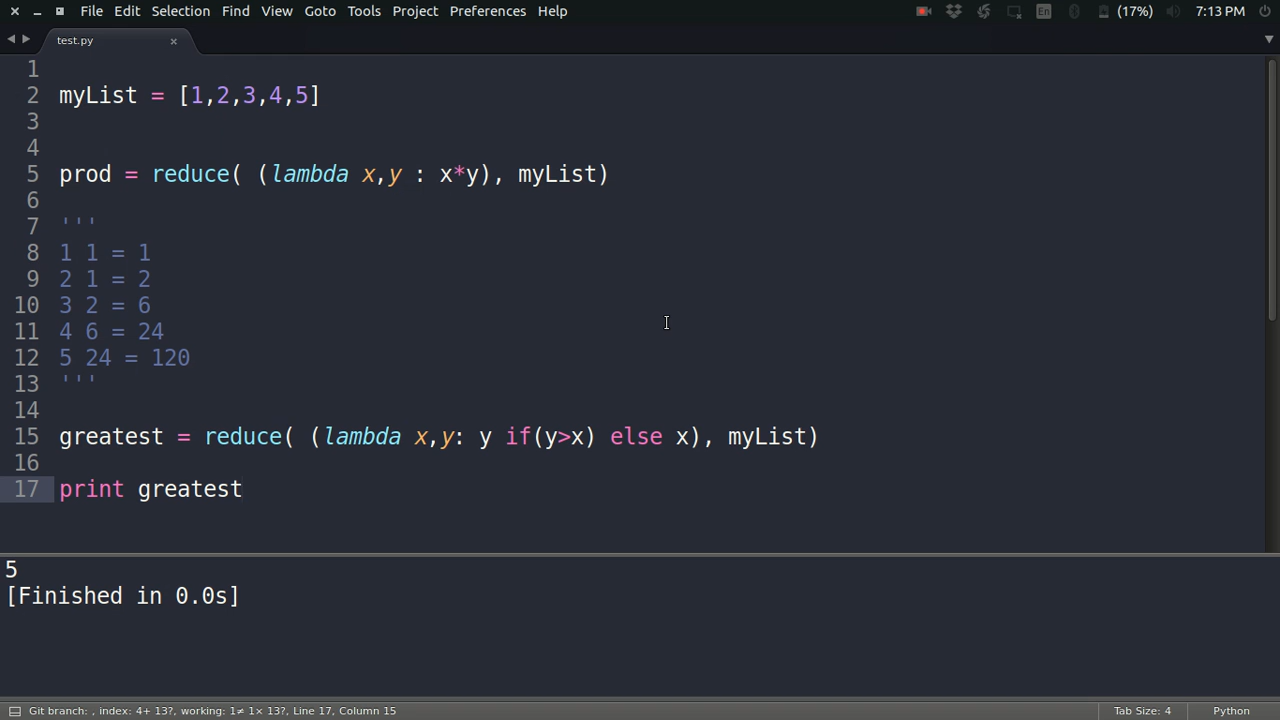 File Edit Selection Find View Goto Tools Project Preferences Help En (17%) 7:13 PM
test.py
1
2 myList = [1,2,3,4,5]
3
4
5 prod = reduce( (lambda x,y : x*y), myList)
6
7 '''
8 1 1 = 1
9 2 1 = 2
10 3 2 = 6
11 4 6 = 24
12 5 24 = 120
13 '''
14
15 greatest = reduce( (lambda x,y: y if(y>x) else x), myList)
16
17 print greatest
5
[Finished in 0.0s]
Git branch: , index: 4+ 13?, working: 1≠ 1× 13?, Line 17, Column 15 Tab Size: 4 Python